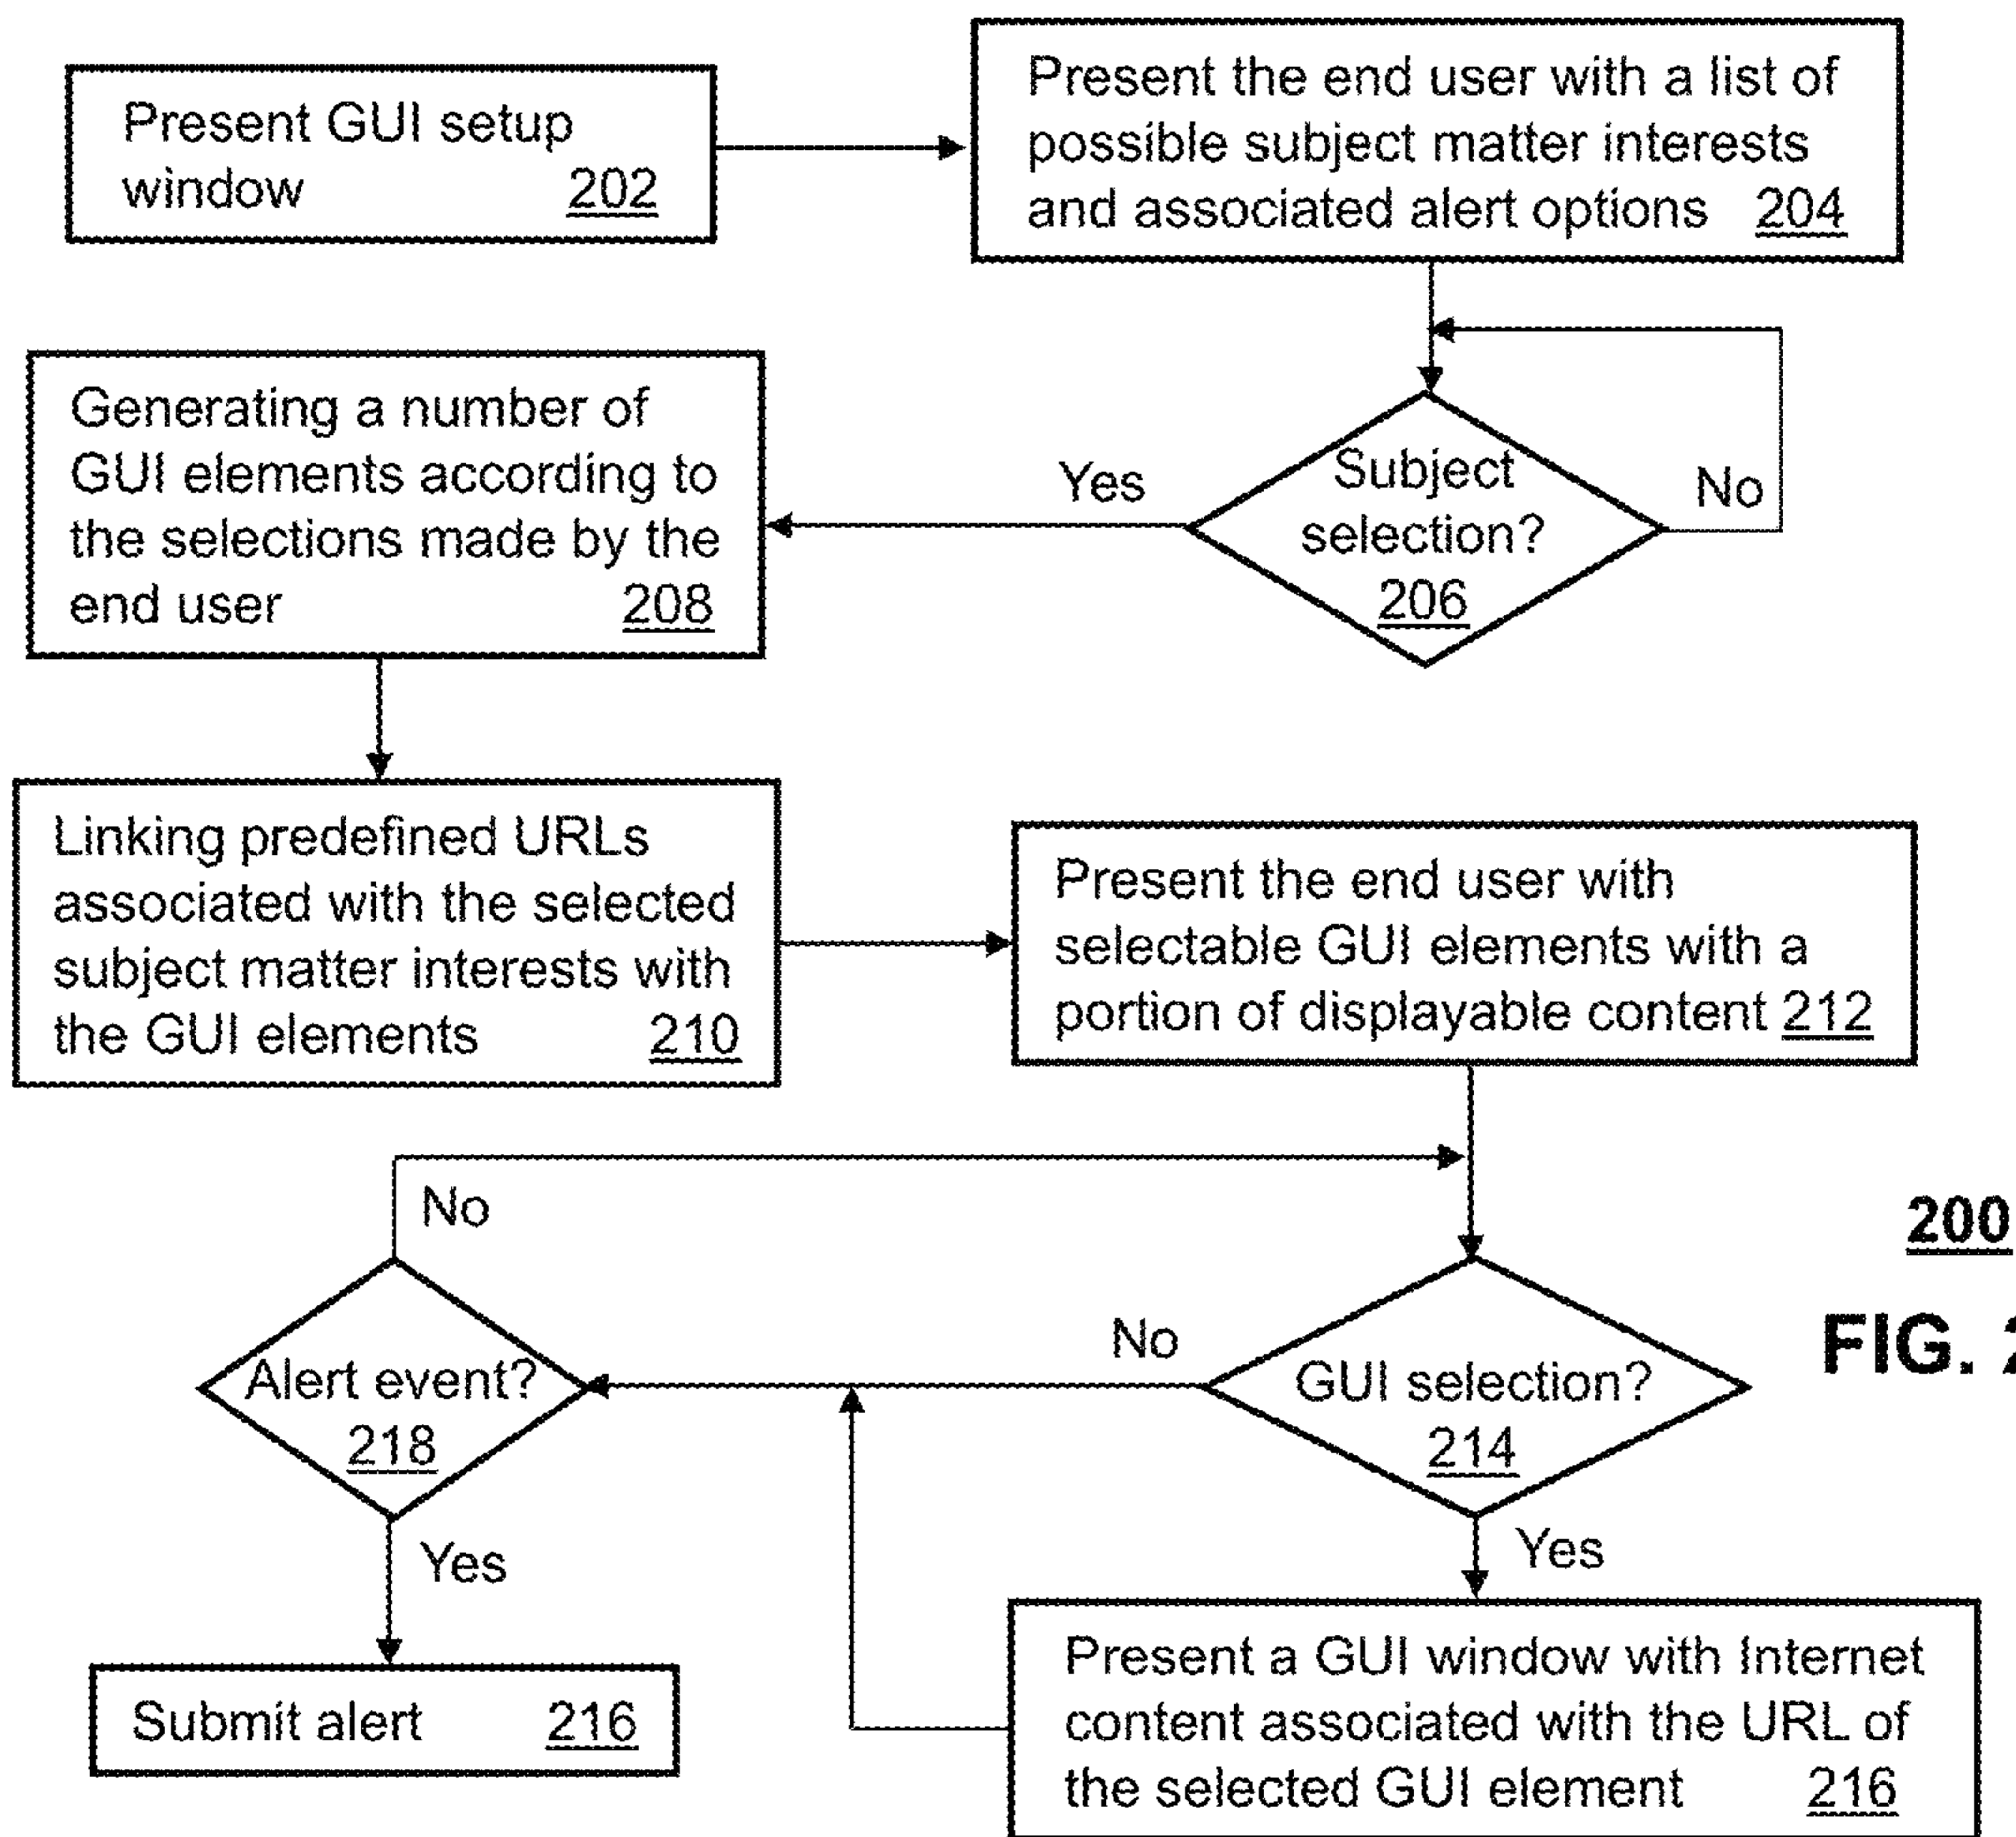 Present GUI setup
window 202
Present the end user with a list of
possible subject matter interests
and associated alert options 204
Subject
selection?
206
Yes
No
Generating a number of
GUI elements according to
the selections made by the
end user 208
Linking predefined URLs
associated with the selected
subject matter interests with
the GUI elements 210
Present the end user with
selectable GUI elements with a
portion of displayable content 212
200
FIG.
GUI selection?
214
No
Yes
Alert event?
218
No
Yes
Submit alert 216
Present a GUI window with Internet
content associated with the URL of
the selected GUI element 216